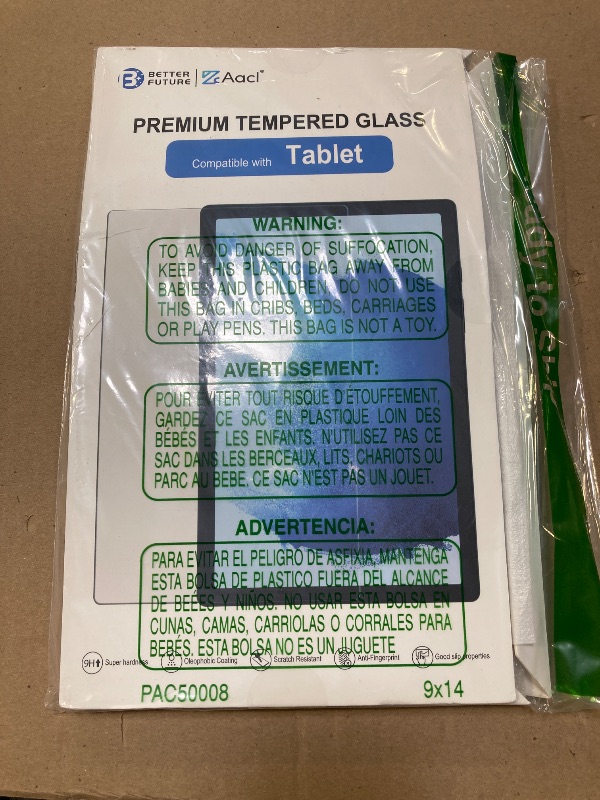 BETTER FUTURE
Aacl
PREMIUM TEMPERED GLASS
Compatible with Tablet
WARNING:
TO AVOID DANGER OF SUFFOCATION,
KEEP THIS PLASTIC BAG AWAY FROM
BABIES AND CHILDREN. DO NOT USE
THIS BAG IN CRIBS, BEDS, CARRIAGES
OR PLAY PENS. THIS BAG IS NOT A TOY.
AVERTISSEMENT:
POUR EVITER TOUT RISQUE D'ÉTOUFFEMENT,
GARDEZ CE SAC EN PLASTIQUE LOIN DES
BÉBÉS ET LES ENFANTS, N'UTILISEZ PAS CE
SAC DANS LES BERCEAUX, LITS, CHARIOTS OU
PARC AU BEBE. CE SAC N'EST PAS UN JOUET.
ADVERTENCIA:
PARA EVITAR EL PELIGRO DE ASFIXIA, MANTENGA
ESTA BOLSA DE PLASTICO FUERA DEL ALCANCE
DE BEBES Y NIÑOS. NO USAR ESTA BOLSA EN
CUNAS, CAMAS, CARRIOLAS O CORRALES PARA
BEBÉS. ESTA BOLSA NO ES UN JUGUETE
9H Super hardness Oleophobic Coating Scratch Resistant Anti-Fingerprint Good slip properties
PAC50008 9x14